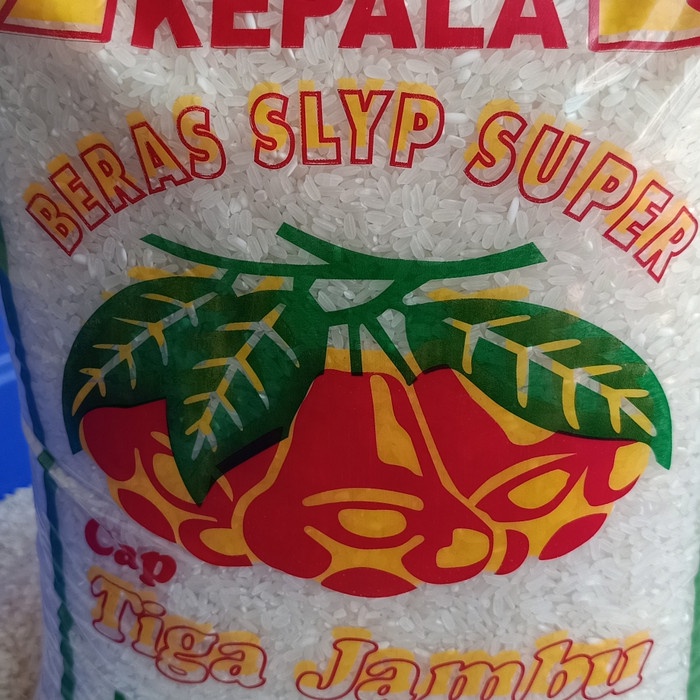 KEPALA
BERAS SLYP SUPER
Cap
Tiga Jambu